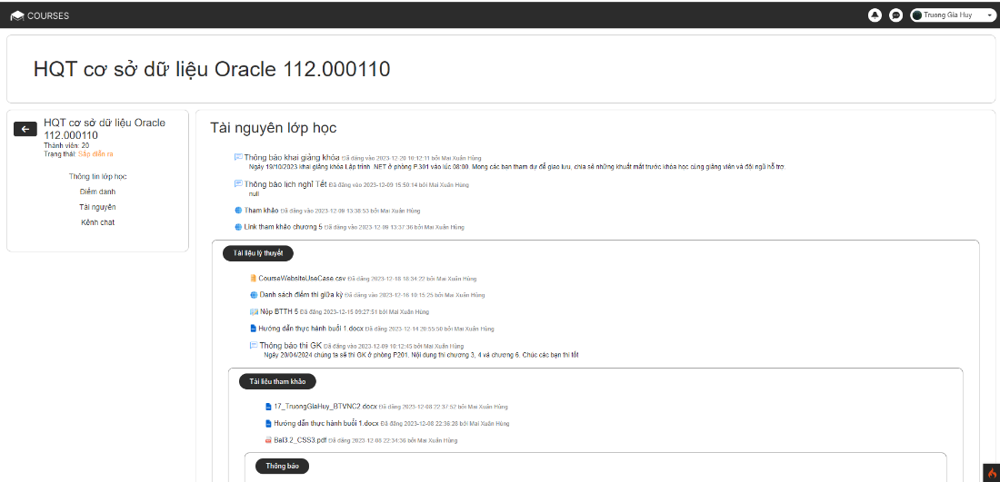 COURSES
Truong Gia Huy
HQT cơ sở dữ liệu Oracle 112.000110
HQT cơ sở dữ liệu Oracle
112.000110
Thành viên: 20
Trạng thái: Sắp diễn ra
Thông tin lớp học
Điểm danh
Tài nguyên
Kênh chat
Tài nguyên lớp học
Thông báo khai giảng khóa Đã đăng vào 2023-12-20 10:12:11 bởi Mai Xuân Hùng
Ngày 19/10/2023 khai giảng khóa Lập trình .NET ở phòng P.301 vào lúc 08:00. Mong các bạn tham dự để giao lưu, chia sẻ những khuất mắt trước khóa học cùng giảng viên và đội ngũ hỗ trợ.
Thông báo lịch nghỉ Tết Đã đăng vào 2023-12-09 15:50:14 bởi Mai Xuân Hùng
null
Tham khảo Đã đăng vào 2023-12-09 13:38:53 bởi Mai Xuân Hùng
Link tham khảo chương 5 Đã đăng vào 2023-12-09 13:37:36 bởi Mai Xuân Hùng
Tài liệu lý thuyết
CourseWebsiteUseCase.csv Đã đăng 2023-12-18 18:34:22 bởi Mai Xuân Hùng
Danh sách điểm thi giữa kỳ Đã đăng vào 2023-12-16 10:15:25 bởi Mai Xuân Hùng
Nộp BTTH 5 Đã đăng 2023-12-15 09:27:51 bởi Mai Xuân Hùng
Hướng dẫn thực hành buổi 1.docx Đã đăng 2023-12-14 20:55:50 bởi Mai Xuân Hùng
Thông báo thi GK Đã đăng vào 2023-12-09 10:12:45 bởi Mai Xuân Hùng
Ngày 20/04/2024 chúng ta sẽ thi GK ở phòng P201. Nội dung thi chương 3, 4 và chương 6. Chúc các bạn thi tốt
Tài liệu tham khảo
17_TruongGiaHuy_BTVNC2.docx Đã đăng 2023-12-08 22:37:52 bởi Mai Xuân Hùng
Hướng dẫn thực hành buổi 1.docx Đã đăng 2023-12-08 22:36:28 bởi Mai Xuân Hùng
Bai3.2_CSS3.pdf Đã đăng 2023-12-08 22:34:36 bởi Mai Xuân Hùng
Thông báo